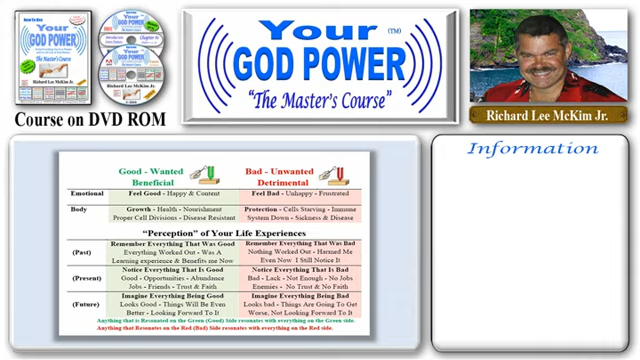 Your
GOD POWER
Richard Lee McKim Jr.
Course on DVD ROM
Your (TM)
GOD POWER
"The Master's Course"
Richard Lee McKim Jr.
Information
Good - Wanted
Beneficial
Bad - Unwanted
Detrimental
Emotional
Feel Good - Happy & Content
Feel Bad - Unhappy - Frustrated
Body
Growth - Health - Nourishment
Proper Cell Divisions - Disease Resistant
Protection - Cells Starving - Immune
System Down - Sickness & Disease
"Perception" of Your Life Experiences
(Past)
Remember Everything That Was Good
Everything Worked Out - Was A
Learning experience & Benefits me Now
Remember Everything That Was Bad
Nothing Worked Out - Harmed Me
Even Now I Still Notice It
(Present)
Notice Everything That Is Good
Good - Opportunities - Abundance
Jobs - Friends - Trust & Faith
Notice Everything That Is Bad
Bad - Lack - Not Enough - No Jobs
Enemies - No Trust & No Faith
(Future)
Imagine Everything Being Good
Looks Good - Things Will Be Even
Better - Looking Forward To It
Imagine Everything Being Bad
Looks bad - Things Are Going To Get
Worse, Not Looking Forward To It
Anything that is Resonated on the Green (Good) Side resonates with everything on the Green side.
Anything that Resonates on the Red (Bad) Side resonates with everything on the Red side.